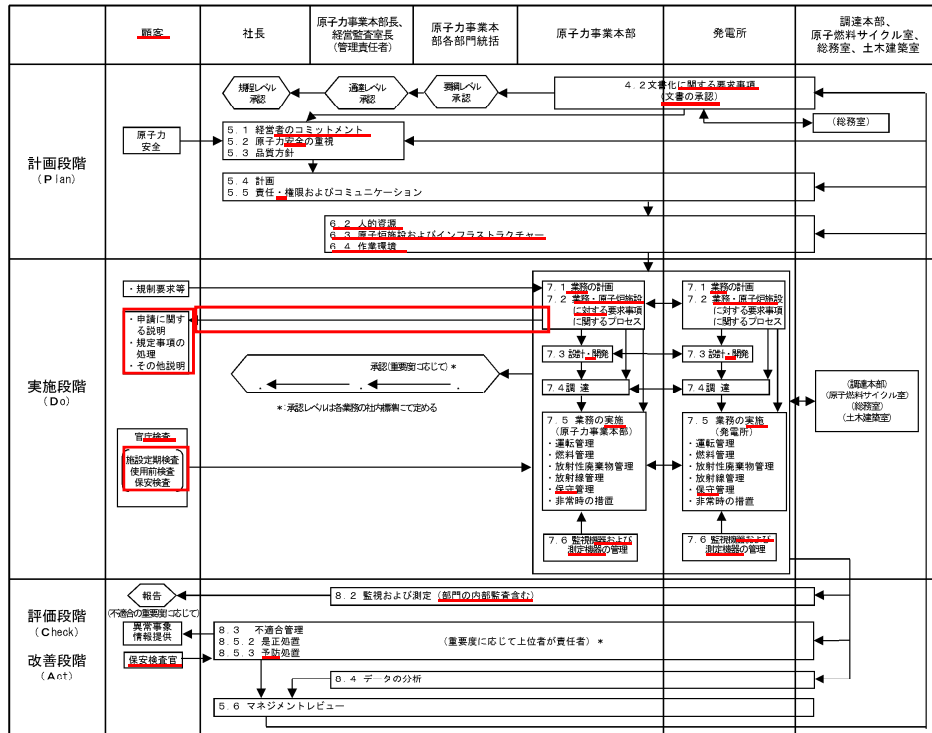 顧客
社長
原子力事業本部長、
経営監査室長
(管理責任者)
原子力事業本
部各部門統括
原子力事業本部
発電所
調達本部、
原子燃料サイクル室、
総務室、土木建築室
計画段階
(Plan)
規程レベル
承認
通達レベル
承認
要綱レベル
承認
4.2文書化に関する要求事項
(文書の承認)
(総務室)
原子力
安全
5.1 経営者のコミットメント
5.2 原子力安全の重視
5.3 品質方針
5.4 計画
5.5 責任・権限およびコミュニケーション
6.2 人的資源
6.3 原子炉施設およびインフラストラクチャー
6.4 作業環境
実施段階
(Do)
・規制要求等
・申請に関す
る説明
・規定事項の
処理
・その他説明
承認(重要度に応じて)*
*:承認レベルは各業務の社内標準にて定める
官庁検査
施設定期検査
使用前検査
保安検査
7.1 業務の計画
7.2 業務・原子炉施設
に対する要求事項
に関するプロセス
7.3 設計・開発
7.4 調達
7.5 業務の実施
(原子力事業本部)
・運転管理
・燃料管理
・放射性廃棄物管理
・放射線管理
・保守管理
・非常時の措置
7.6 監視機器および
測定機器の管理
7.1 業務の計画
7.2 業務・原子炉施設
に対する要求事項
に関するプロセス
7.3 設計・開発
7.4 調達
7.5 業務の実施
(発電所)
・運転管理
・燃料管理
・放射性廃棄物管理
・放射線管理
・保守管理
・非常時の措置
7.6 監視機器および
測定機器の管理
(調達本部)
(原子燃料サイクル室)
(総務室)
(土木建築室)
評価段階
(Check)
改善段階
(Act)
報告
(不適合の重要度に応じて)
異常事象
情報提供
保安検査官
8.2 監視および測定(部門の内部監査含む)
8.3 不適合管理
8.5.2 是正処置
8.5.3 予防処置
(重要度に応じて上位者が責任者)*
8.4 データの分析
5.6 マネジメントレビュー